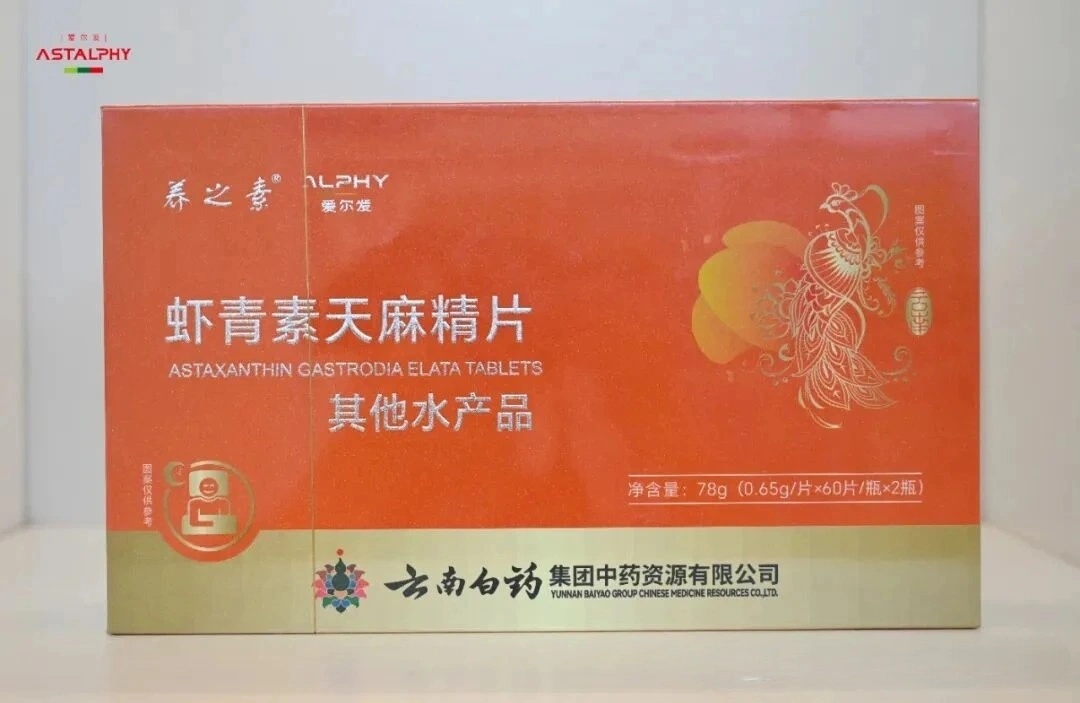 爱尔发
ASTALPHY
养之素®
ALPHY
爱尔发
虾青素天麻精片
ASTAXANTHIN GASTRODIA ELATA TABLETS
其他水产品
图案仅供参考
图案仅供参考
净含量：78g（0.65g/片×60片/瓶×2瓶）
云南白药集团中药资源有限公司
YUNNAN BAIYAO GROUP CHINESE MEDICINE RESOURCES CO.,LTD.